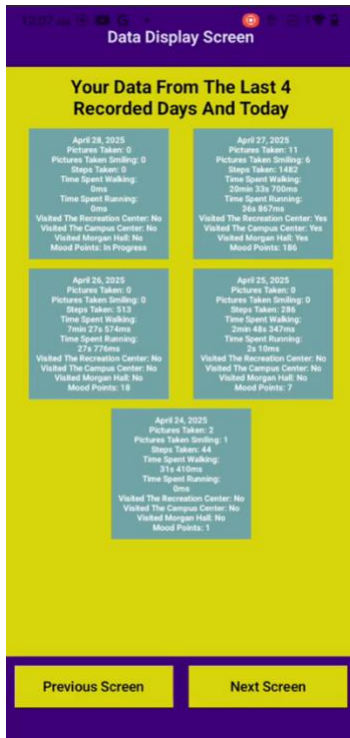 12:07 am
Data Display Screen
Your Data From The Last 4
Recorded Days And Today
April 28, 2025
Pictures Taken: 0
Pictures Taken Smiling: 0
Steps Taken: 0
Time Spent Walking:
0ms
Time Spent Running:
0ms
Visited The Recreation Center: No
Visited The Campus Center: No
Visited Morgan Hall: No
Mood Points: In Progress
April 27, 2025
Pictures Taken: 11
Pictures Taken Smiling: 6
Steps Taken: 1482
Time Spent Walking:
20min 33s 700ms
Time Spent Running:
36s 867ms
Visited The Recreation Center: Yes
Visited The Campus Center: Yes
Visited Morgan Hall: Yes
Mood Points: 186
April 26, 2025
Pictures Taken: 0
Pictures Taken Smiling: 0
Steps Taken: 513
Time Spent Walking:
7min 27s 574ms
Time Spent Running:
27s 776ms
Visited The Recreation Center: No
Visited The Campus Center: No
Visited Morgan Hall: No
Mood Points: 18
April 25, 2025
Pictures Taken: 0
Pictures Taken Smiling: 0
Steps Taken: 286
Time Spent Walking:
2min 48s 347ms
Time Spent Running:
2s 10ms
Visited The Recreation Center: No
Visited The Campus Center: No
Visited Morgan Hall: No
Mood Points: 7
April 24, 2025
Pictures Taken: 2
Pictures Taken Smiling: 1
Steps Taken: 44
Time Spent Walking:
31s 410ms
Time Spent Running:
0ms
Visited The Recreation Center: No
Visited The Campus Center: No
Visited Morgan Hall: No
Mood Points: 1
Previous Screen
Next Screen